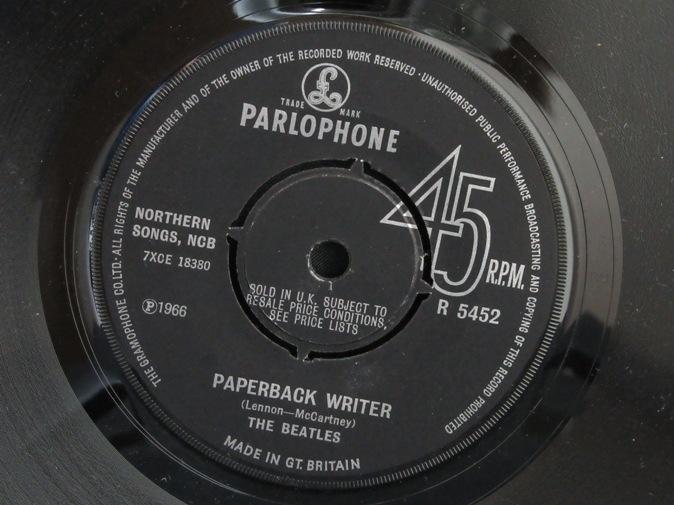 THE GRAMOPHONE CO.LTD. · ALL RIGHTS OF THE MANUFACTURER AND OF THE OWNER OF THE RECORDED WORK RESERVED · UNAUTHORISED PUBLIC PERFORMANCE BROADCASTING AND COPYING OF THIS RECORD PROHIBITED
£
TRADE MARK
PARLOPHONE
45 R.P.M.
NORTHERN
SONGS, NCB
7XCE 18380
Ⓟ1966
R 5452
SOLD IN U.K. SUBJECT TO
RESALE PRICE CONDITIONS,
SEE PRICE LISTS
PAPERBACK WRITER
(Lennon—McCartney)
THE BEATLES
MADE IN GT. BRITAIN